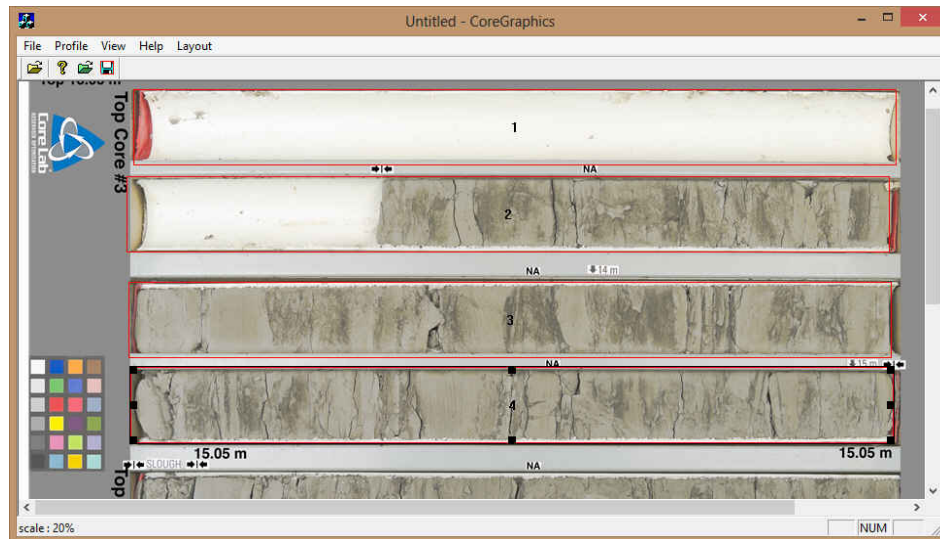 Untitled - CoreGraphics
File Profile View Help Layout
Top Core #3
Core Lab
1
NA
2
NA
14 m
3
NA
15 m
4
15.05 m
15.05 m
SLOUGH
NA
Top
scale : 20%
NUM